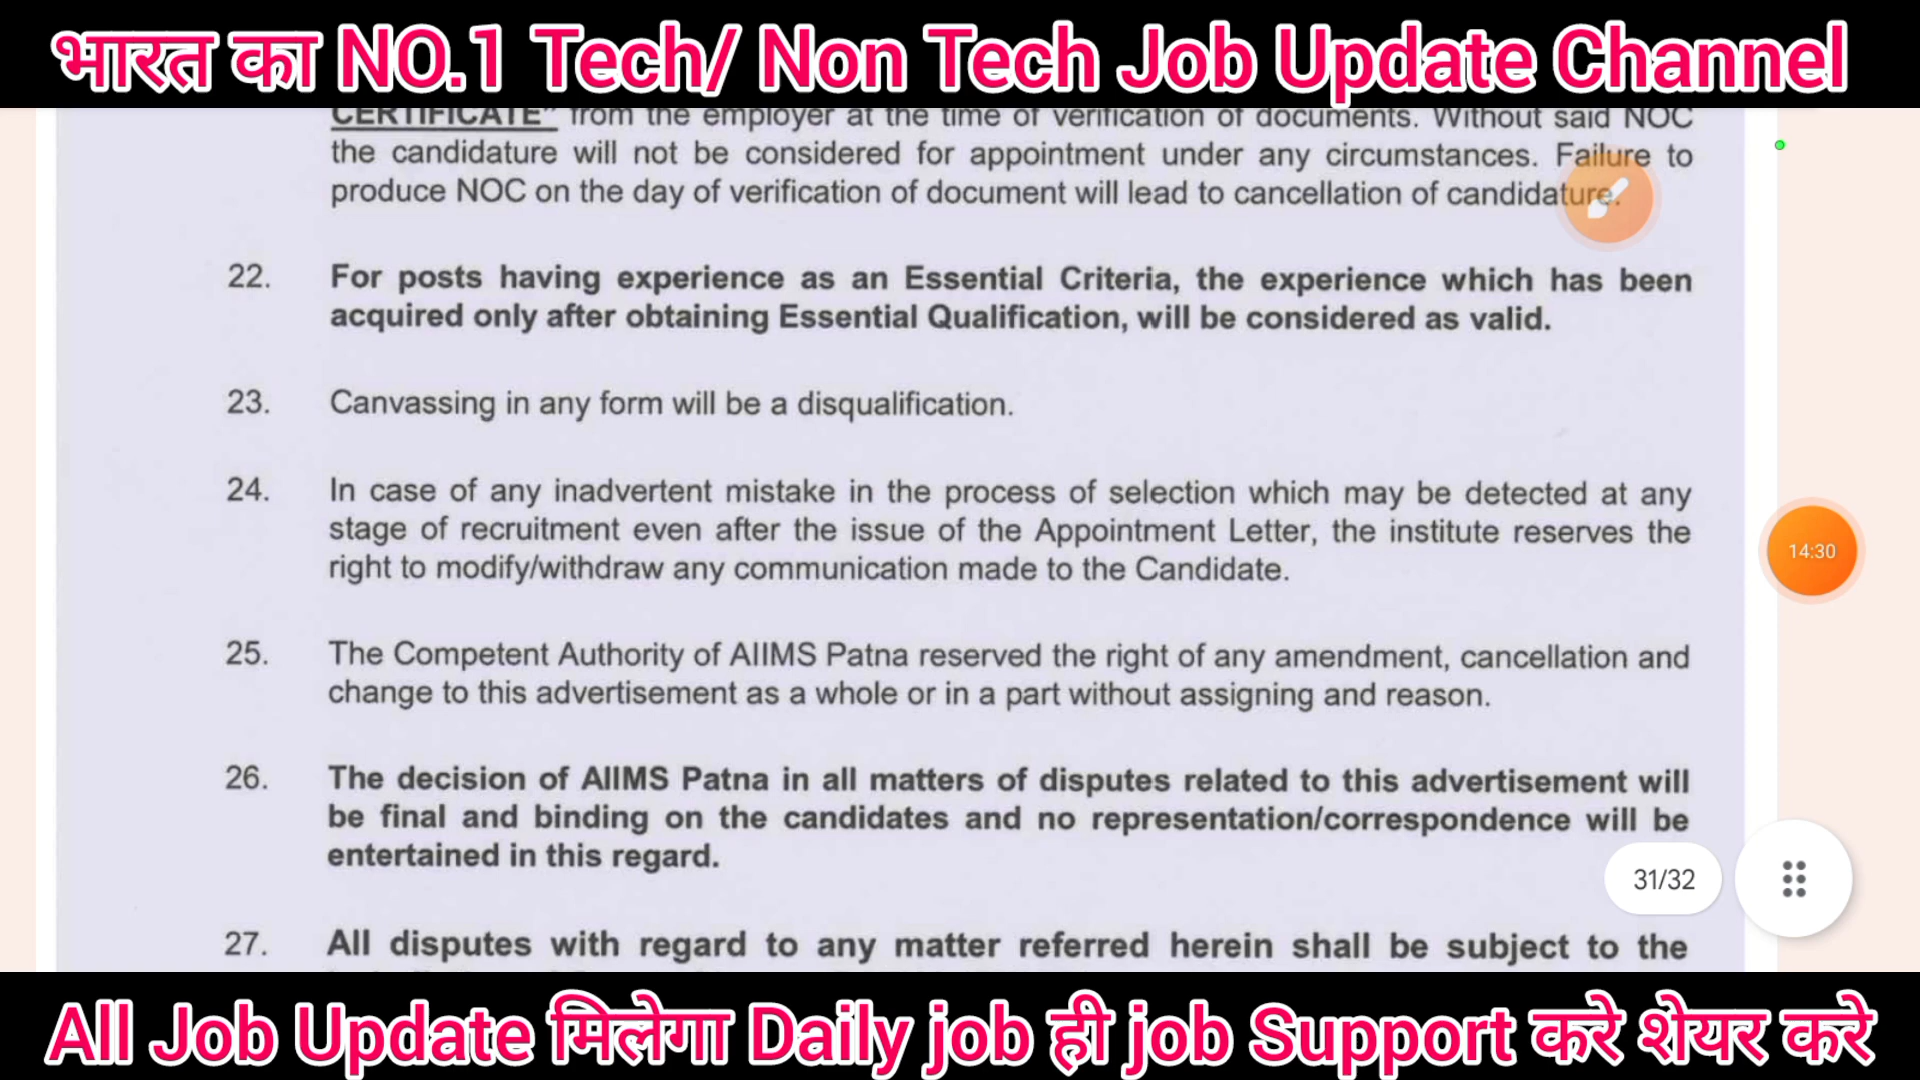 भारत का NO.1 Tech/ Non Tech Job Update Channel
CERTIFICATE" from the employer at the time of verification of documents. Without said NOC
the candidature will not be considered for appointment under any circumstances. Failure to
produce NOC on the day of verification of document will lead to cancellation of candidature.
22. For posts having experience as an Essential Criteria, the experience which has been
acquired only after obtaining Essential Qualification, will be considered as valid.
23. Canvassing in any form will be a disqualification.
24. In case of any inadvertent mistake in the process of selection which may be detected at any
stage of recruitment even after the issue of the Appointment Letter, the institute reserves the
right to modify/withdraw any communication made to the Candidate.
14:30
25. The Competent Authority of AIIMS Patna reserved the right of any amendment, cancellation and
change to this advertisement as a whole or in a part without assigning and reason.
26. The decision of AIIMS Patna in all matters of disputes related to this advertisement will
be final and binding on the candidates and no representation/correspondence will be
entertained in this regard.
31/32
27. All disputes with regard to any matter referred herein shall be subject to the
All Job Update मिलेगा Daily job ही job Support करे शेयर करे